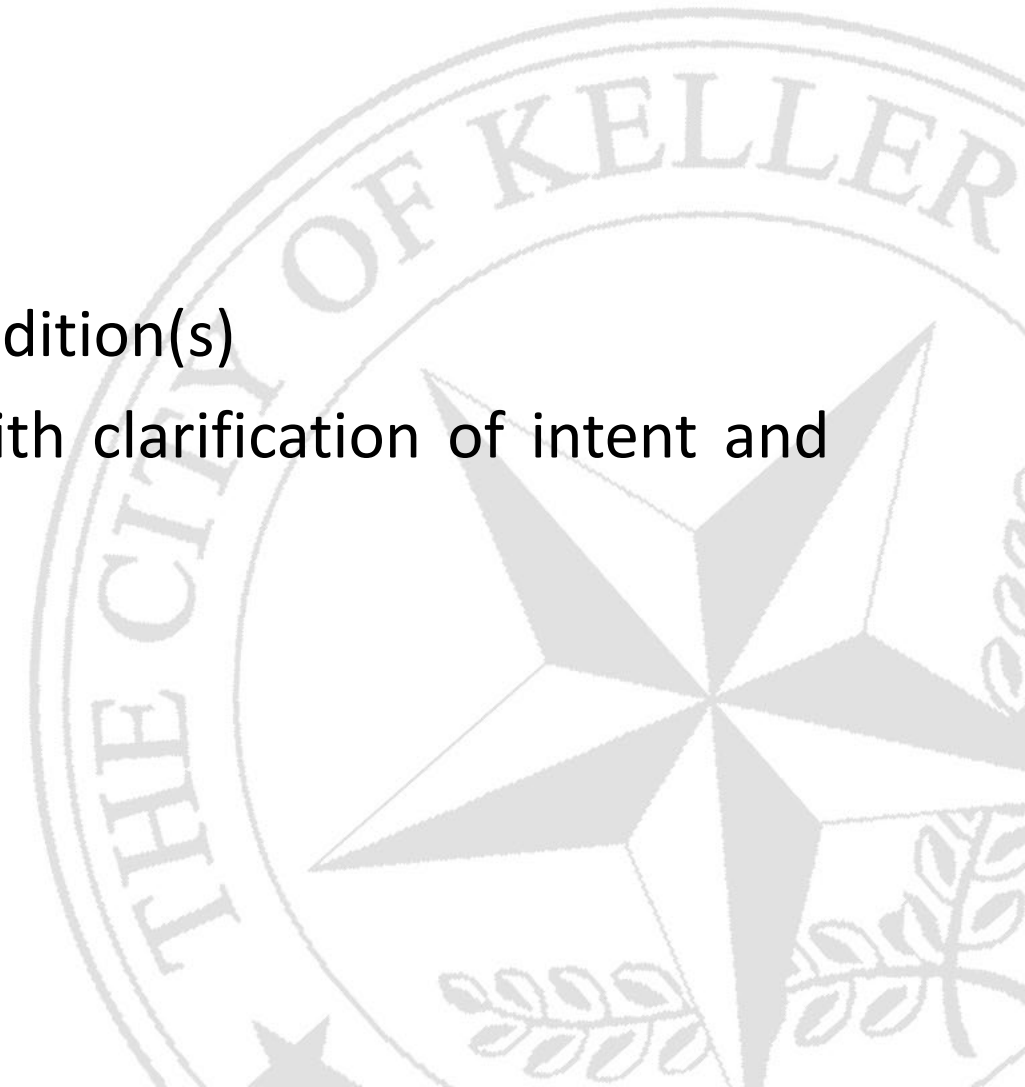 THE CITY OF KELLER
dition(s)
ith clarification of intent and